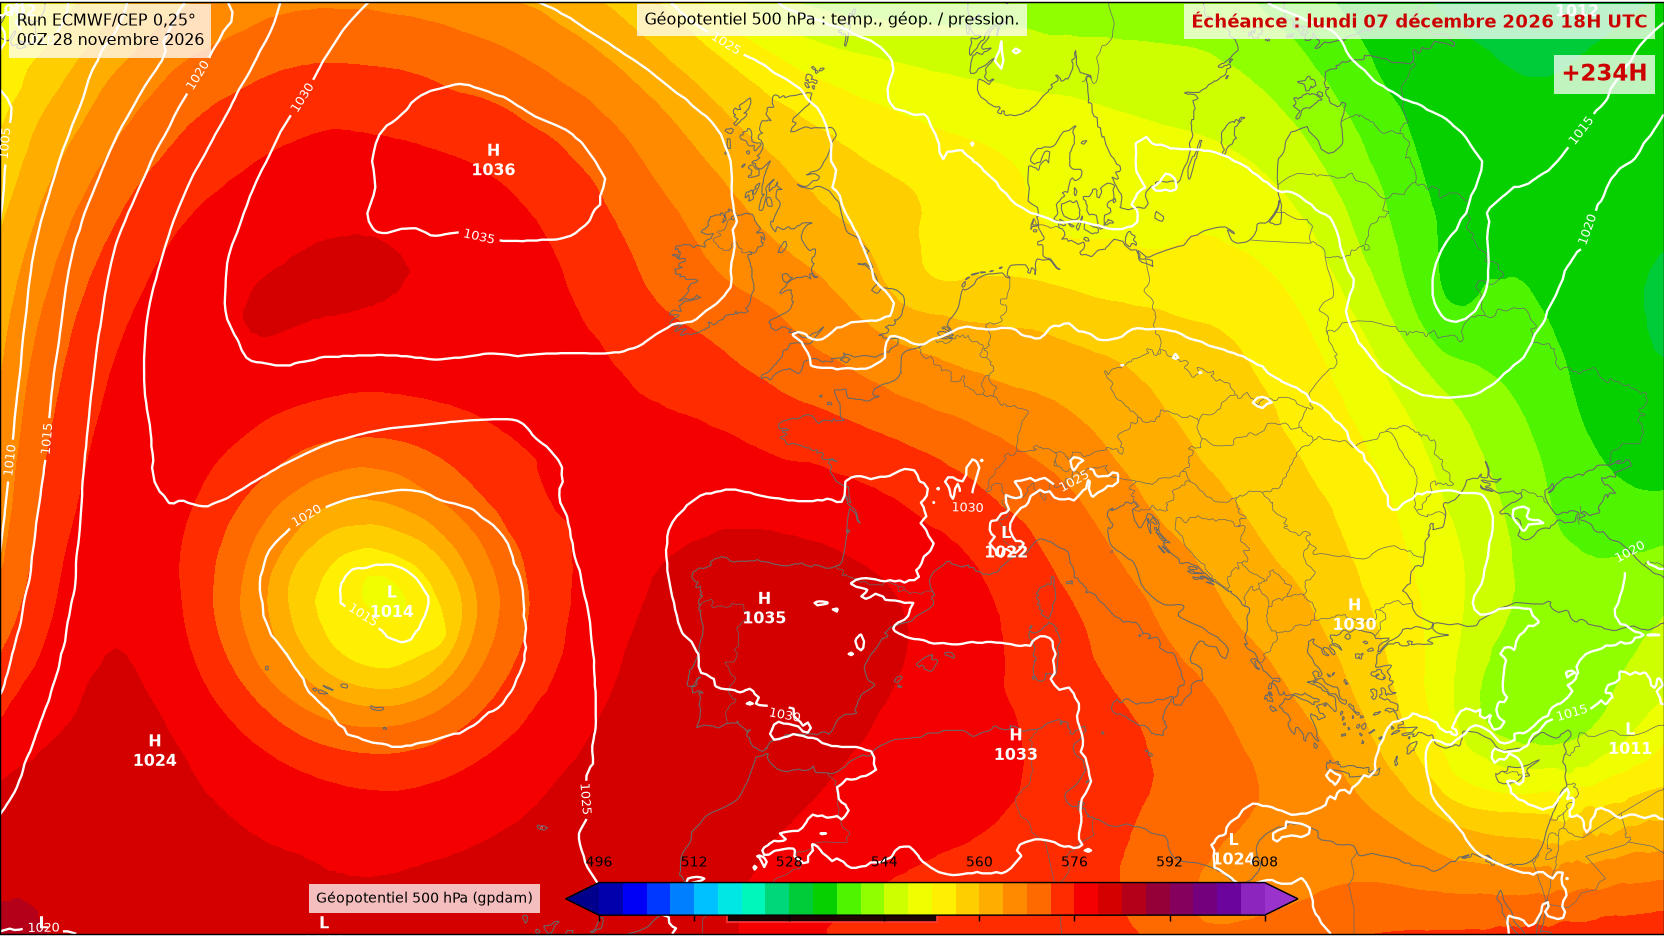 Run ECMWF/CEP 0,25°
00Z 28 novembre 2026
Géopotentiel 500 hPa : temp., géop. / pression.
Échéance : lundi 07 décembre 2026 18H UTC
+234H
1012
1025
1020
1030
1005
1015
H
1036
1035
1020
1010
1015
1020
1025
1030
L
1022
1020
L
1014
1015
H
1035
H
1030
1030
1015
H
1024
H
1033
L
1011
1025
L
1024
496 512 528 544 560 576 592 608
Géopotentiel 500 hPa (gpdam)
L
1020
L